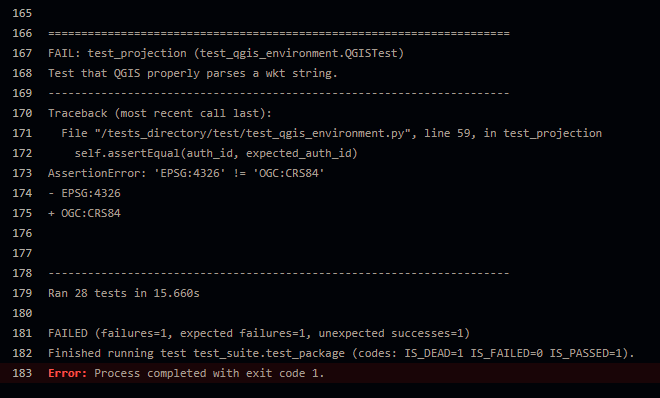 165
166 ======================================================================
167 FAIL: test_projection (test_qgis_environment.QGISTest)
168 Test that QGIS properly parses a wkt string.
169 ----------------------------------------------------------------------
170 Traceback (most recent call last):
171   File "/tests_directory/test/test_qgis_environment.py", line 59, in test_projection
172     self.assertEqual(auth_id, expected_auth_id)
173 AssertionError: 'EPSG:4326' != 'OGC:CRS84'
174 - EPSG:4326
175 + OGC:CRS84
176
177
178 ----------------------------------------------------------------------
179 Ran 28 tests in 15.660s
180
181 FAILED (failures=1, expected failures=1, unexpected successes=1)
182 Finished running test test_suite.test_package (codes: IS_DEAD=1 IS_FAILED=0 IS_PASSED=1).
183 Error: Process completed with exit code 1.